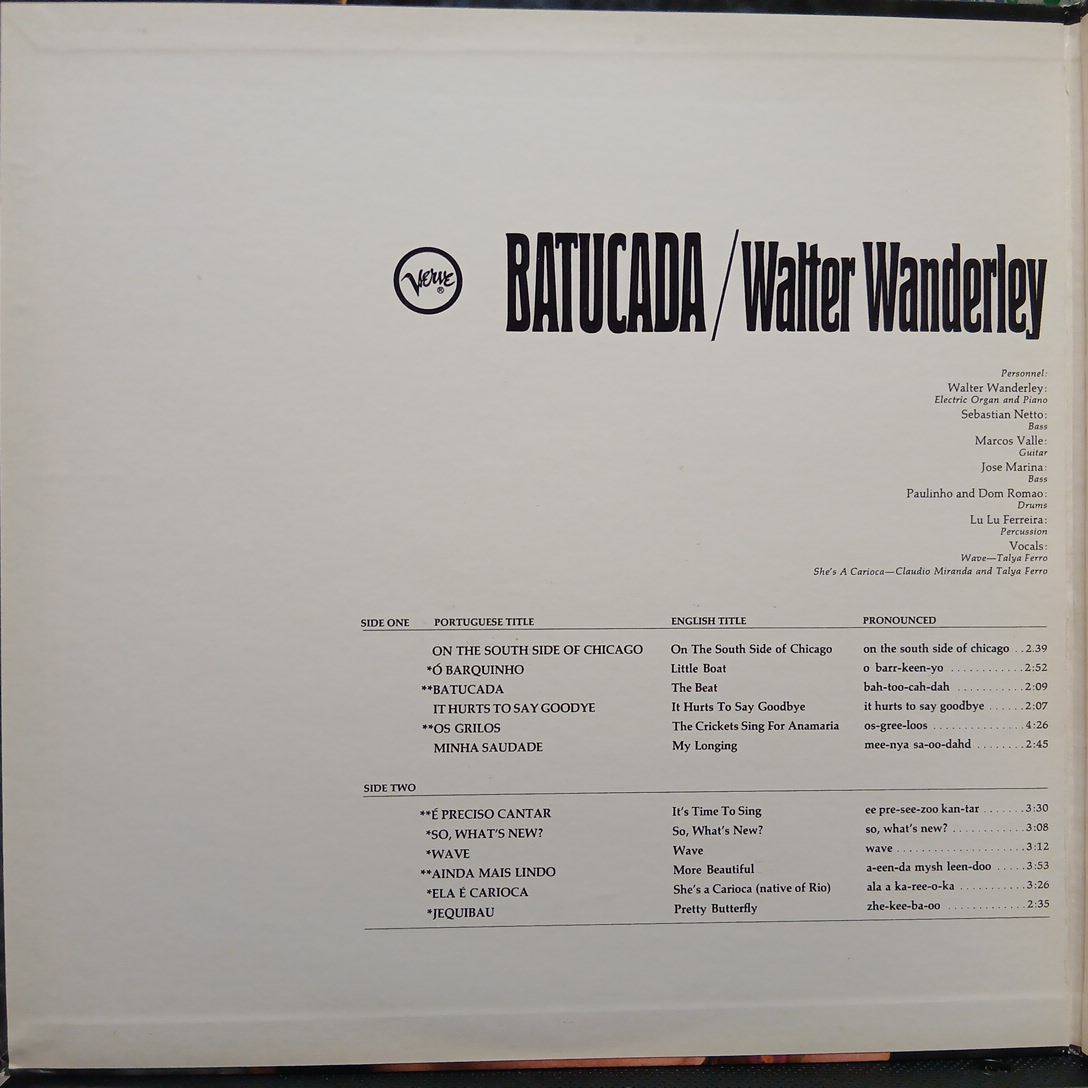 Verve ®
BATUCADA / Walter Wanderley
Personnel:
Walter Wanderley:
Electric Organ and Piano
Sebastian Netto:
Bass
Marcos Valle:
Guitar
Jose Marina:
Bass
Paulinho and Dom Romao:
Drums
Lu Lu Ferreira:
Percussion
Vocals:
Wave—Talya Ferro
She's A Carioca—Claudio Miranda and Talya Ferro
SIDE ONE PORTUGUESE TITLE ENGLISH TITLE PRONOUNCED
ON THE SOUTH SIDE OF CHICAGO On The South Side of Chicago on the south side of chicago . . 2.39
*Ó BARQUINHO Little Boat o barr-keen-yo . . . . . . . . . . . . 2:52
**BATUCADA The Beat bah-too-cah-dah . . . . . . . . . . . 2:09
IT HURTS TO SAY GOODYE It Hurts To Say Goodbye it hurts to say goodbye . . . . . . 2:07
**OS GRILOS The Crickets Sing For Anamaria os-gree-loos . . . . . . . . . . . . . . . 4:26
MINHA SAUDADE My Longing mee-nya sa-oo-dahd . . . . . . . . 2:45
SIDE TWO
**É PRECISO CANTAR It's Time To Sing ee pre-see-zoo kan-tar . . . . . . . 3:30
*SO, WHAT'S NEW? So, What's New? so, what's new? . . . . . . . . . . . . 3:08
*WAVE Wave wave . . . . . . . . . . . . . . . . . . . . . 3:12
**AINDA MAIS LINDO More Beautiful a-een-da mysh leen-doo . . . . . 3:53
*ELA É CARIOCA She's a Carioca (native of Rio) ala a ka-ree-o-ka . . . . . . . . . . . 3:26
*JEQUIBAU Pretty Butterfly zhe-kee-ba-oo . . . . . . . . . . . . . 2:35